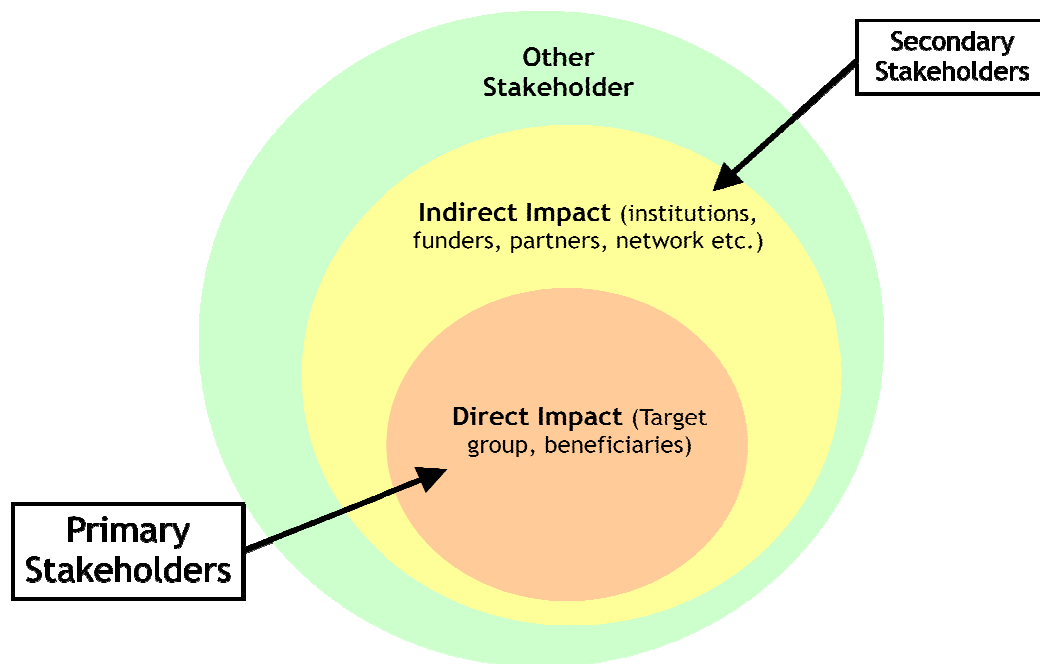 Other
Stakeholder
Secondary
Stakeholders
Indirect Impact (institutions,
funders, partners, network etc.)
Direct Impact (Target
group, beneficiaries)
Primary
Stakeholders